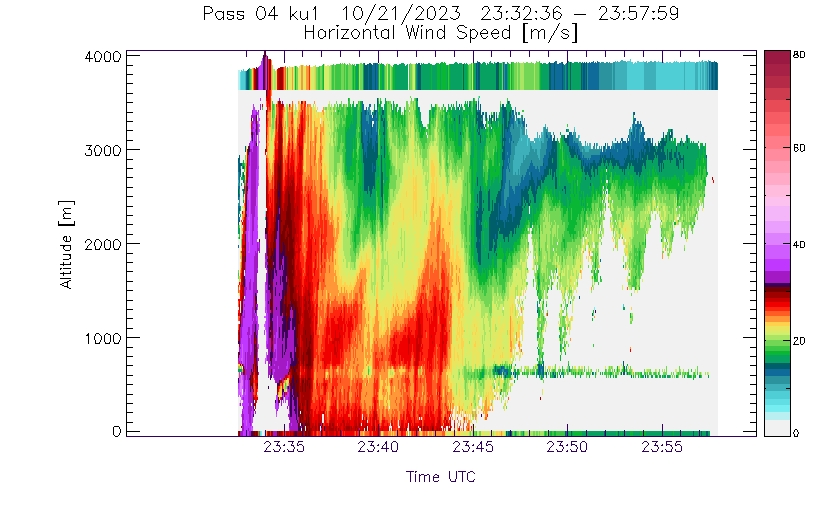 Pass 04 ku1 10/21/2023 23:32:36 – 23:57:59
Horizontal Wind Speed [m/s]
4000
3000
2000
1000
0
Altitude [m]
80
60
40
20
0
23:35 23:40 23:45 23:50 23:55
Time UTC